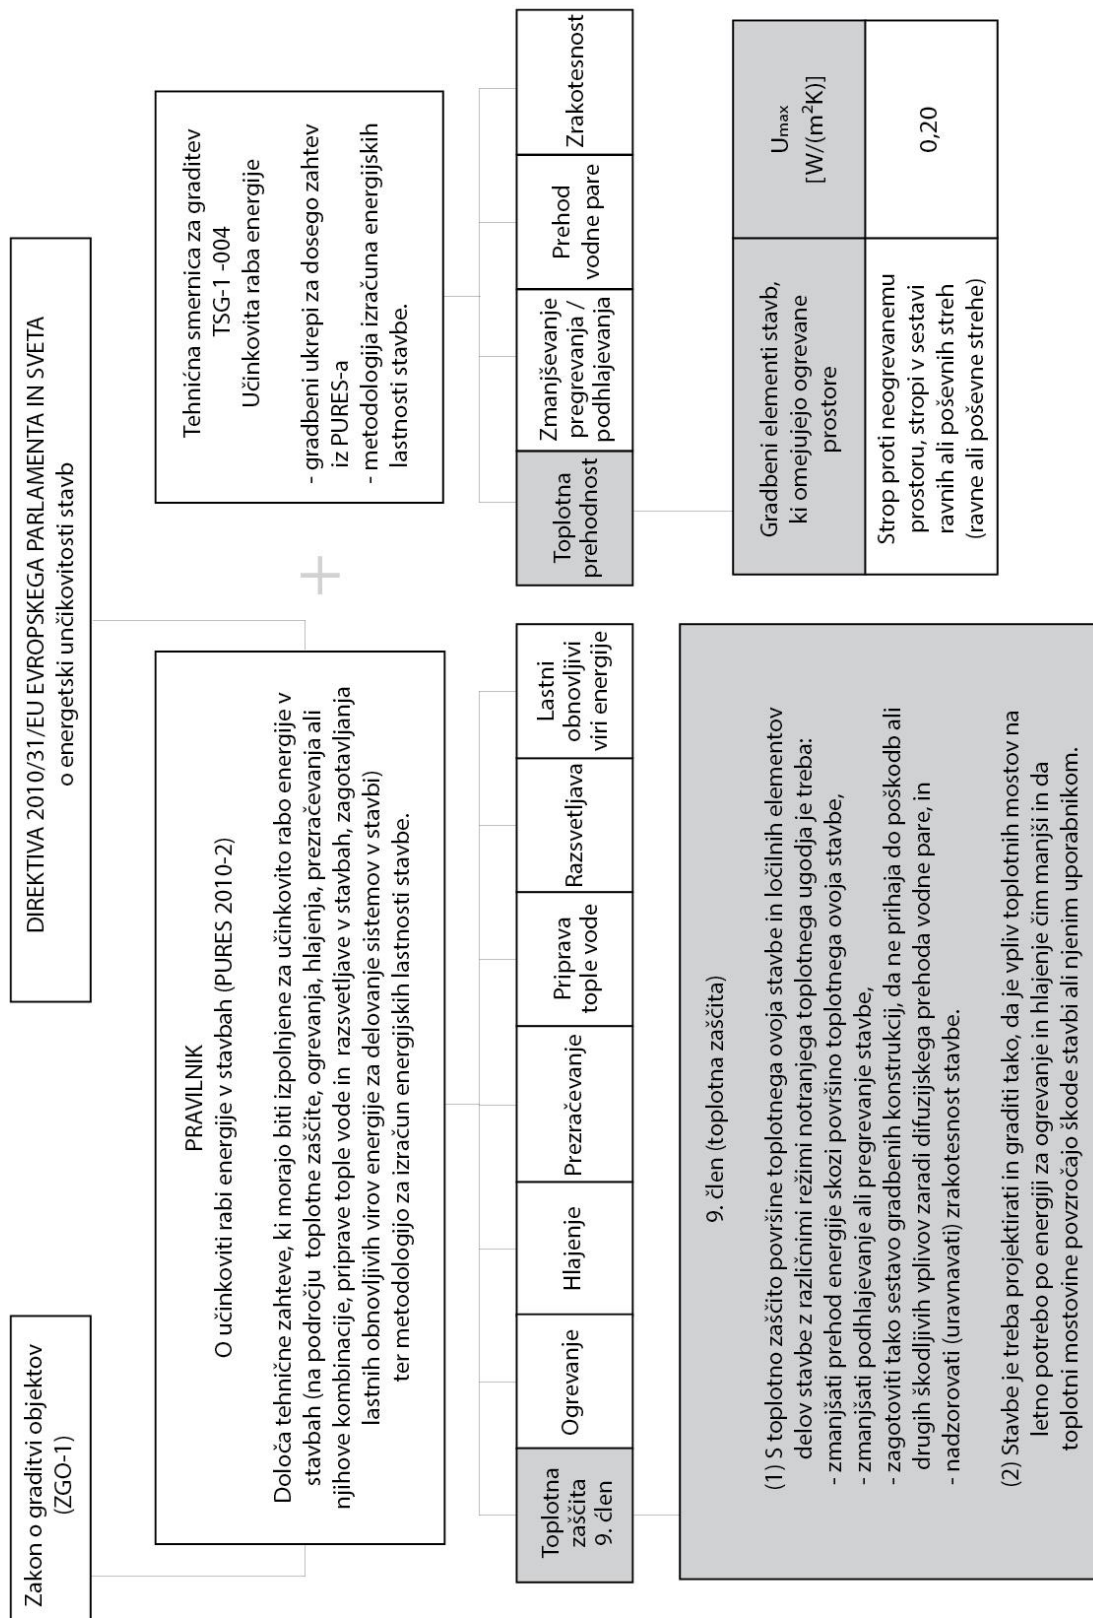 Zakon o graditvi objektov
(ZGO-1)
DIREKTIVA 2010/31/EU EVROPSKEGA PARLAMENTA IN SVETA
o energetski unčikovitosti stavb
PRAVILNIK
O učinkoviti rabi energije v stavbah (PURES 2010-2)
Določa tehnične zahteve, ki morajo biti izpolnjene za učinkovito rabo energije v
stavbah (na področju toplotne zaščite, ogrevanja, hlajenja, prezračevanja ali
njihove kombinacije, priprave tople vode in razsvetljave v stavbah, zagotavljanja
lastnih obnovljivih virov energije za delovanje sistemov v stavbi)
ter metodologijo za izračun energijskih lastnosti stavbe.
+
Tehnićna smernica za graditev
TSG-1 -004
Učinkovita raba energije
- gradbeni ukrepi za dosego zahtev
iz PURES-a
- metodologija izračuna energijskih
lastnosti stavbe.
Toplotna
zaščita
9. člen
Ogrevanje
Hlajenje
Prezračevanje
Priprava
tople vode
Razsvetljava
Lastni
obnovljivi
viri energije
Toplotna
prehodnost
Zmanjševanje
pregrevanja /
podhlajevanja
Prehod
vodne pare
Zrakotesnost
9. člen (toplotna zaščita)
(1) S toplotno zaščito površine toplotnega ovoja stavbe in ločilnih elementov
delov stavbe z različnimi režimi notranjega toplotnega ugodja je treba:
- zmanjšati prehod energije skozi površino toplotnega ovoja stavbe,
- zmanjšati podhlajevanje ali pregrevanje stavbe,
- zagotoviti tako sestavo gradbenih konstrukcij, da ne prihaja do poškodb ali
drugih škodljivih vplivov zaradi difuzijskega prehoda vodne pare, in
- nadzorovati (uravnavati) zrakotesnost stavbe.
(2) Stavbe je treba projektirati in graditi tako, da je vpliv toplotnih mostov na
letno potrebo po energiji za ogrevanje in hlajenje čim manjši in da
toplotni mostovine povzročajo škode stavbi ali njenim uporabnikom.
Gradbeni elementi stavb,
ki omejujejo ogrevane
prostore
Umax
[W/(m²K)]
Strop proti neogrevanemu
prostoru, stropi v sestavi
ravnih ali poševnih streh
(ravne ali poševne strehe)
0,20